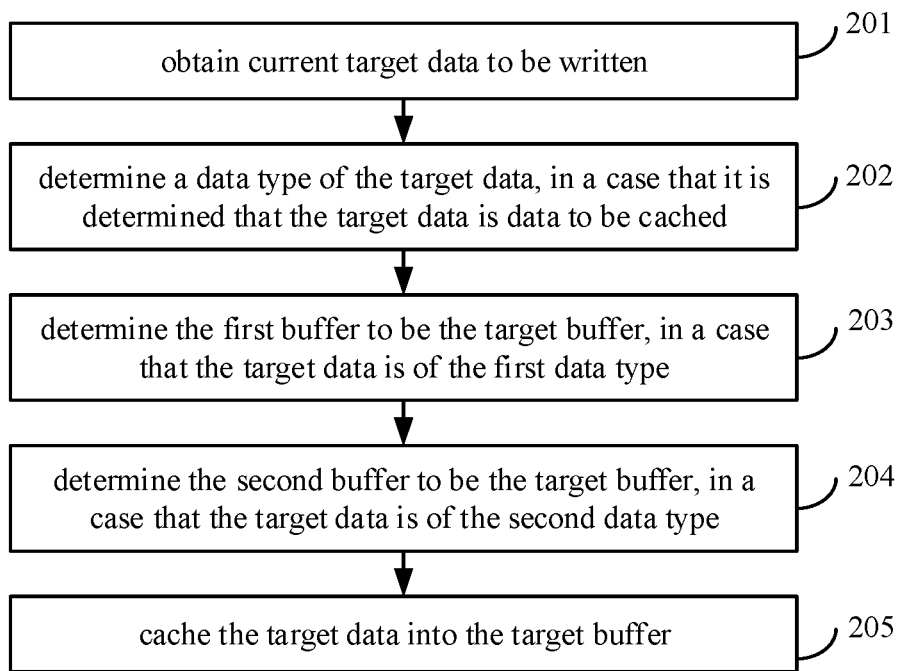 201
obtain current target data to be written
determine a data type of the target data, in a case that it is
determined that the target data is data to be cached
202
determine the first buffer to be the target buffer, in a case
that the target data is of the first data type
203
determine the second buffer to be the target buffer, in a
case that the target data is of the second data type
204
cache the target data into the target buffer
205